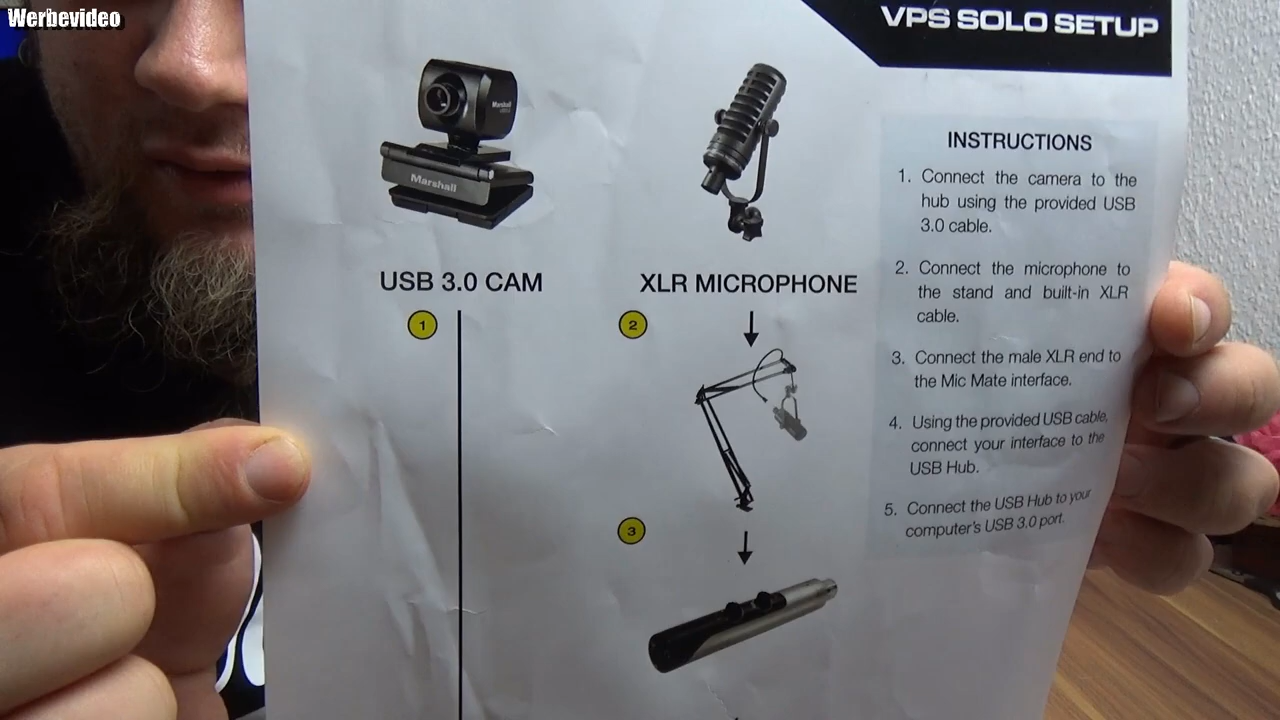 Werbevideo
VPS SOLO SETUP
Marshall
Marshall
USB 3.0 CAM
XLR MICROPHONE
1
2
3
INSTRUCTIONS
1. Connect the camera to the
hub using the provided USB
3.0 cable.
2. Connect the microphone to
the stand and built-in XLR
cable.
3. Connect the male XLR end to
the Mic Mate interface.
4. Using the provided USB cable,
connect your interface to the
USB Hub.
5. Connect the USB Hub to your
computer's USB 3.0 port.